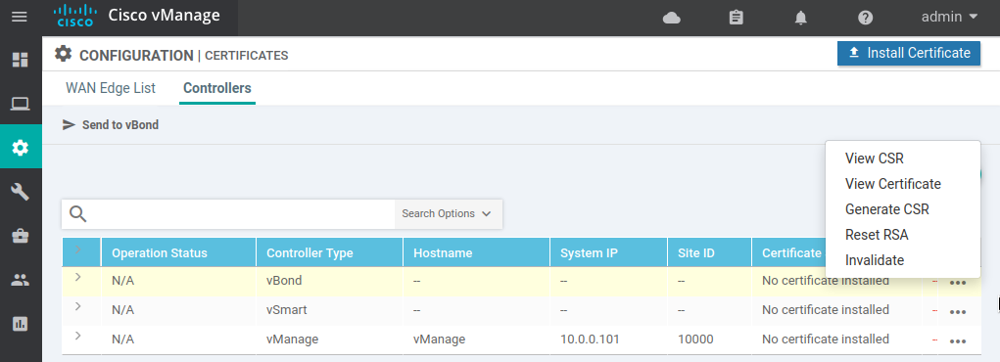 CISCO Cisco vManage admin
CONFIGURATION | CERTIFICATES Install Certificate
WAN Edge List Controllers
Send to vBond
View CSR
View Certificate
Generate CSR
Reset RSA
Invalidate
Search Options
Operation Status Controller Type Hostname System IP Site ID Certificate
N/A vBond -- -- -- No certificate installed -- ...
N/A vSmart -- -- -- No certificate installed -- ...
N/A vManage vManage 10.0.0.101 10000 No certificate installed -- ...